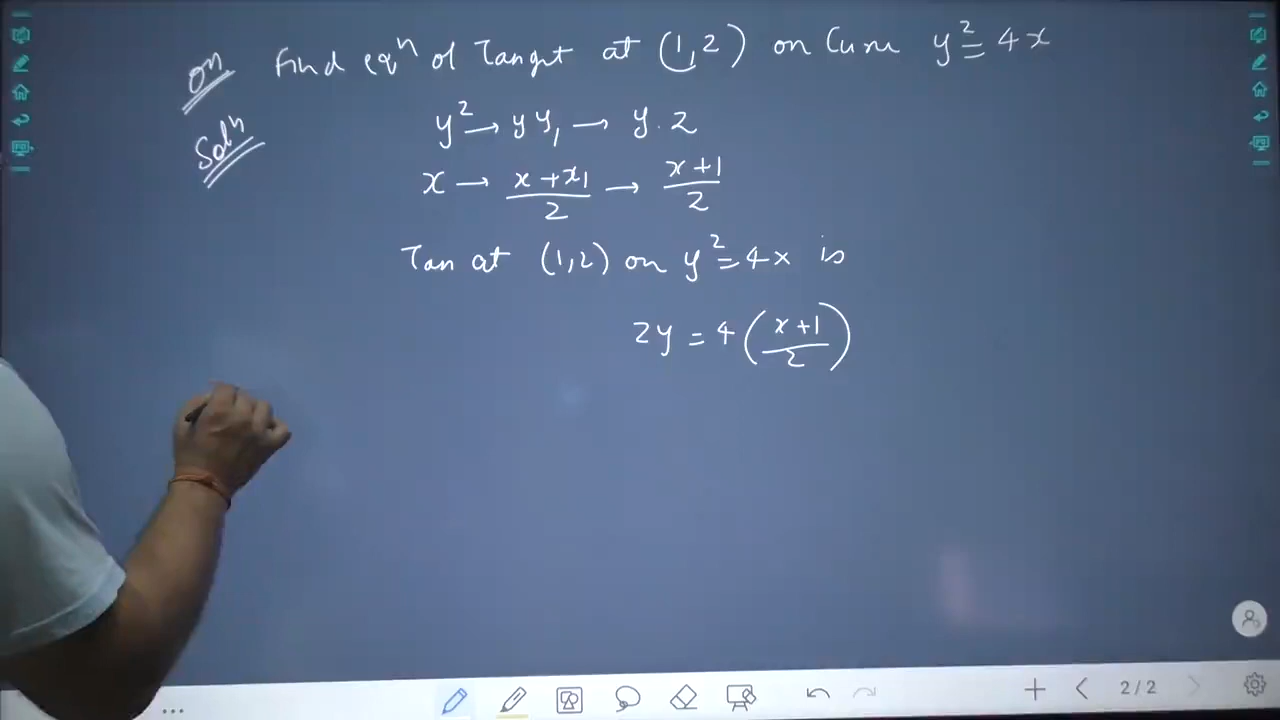 Qn Find eqⁿ of Tangt at (1,2) on Curve y² = 4x
Solⁿ
y² → yy₁ → y . 2
x → (x + x₁)/2 → (x+1)/2
Tan at (1,2) on y² = 4x is
2y = 4((x+1)/2)
2/2